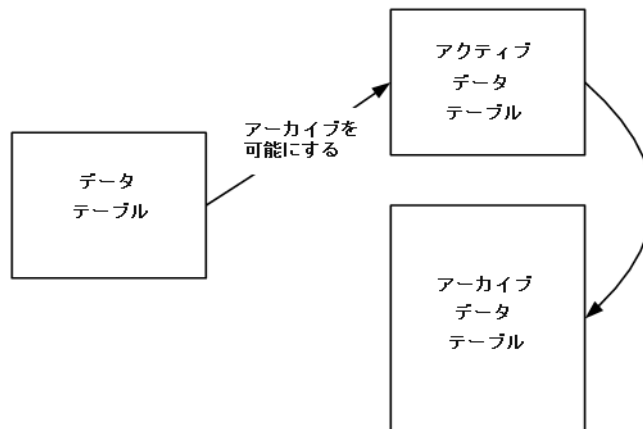 アクティブ
データ
テーブル
アーカイブを
可能にする
データ
テーブル
アーカイブ
データ
テーブル